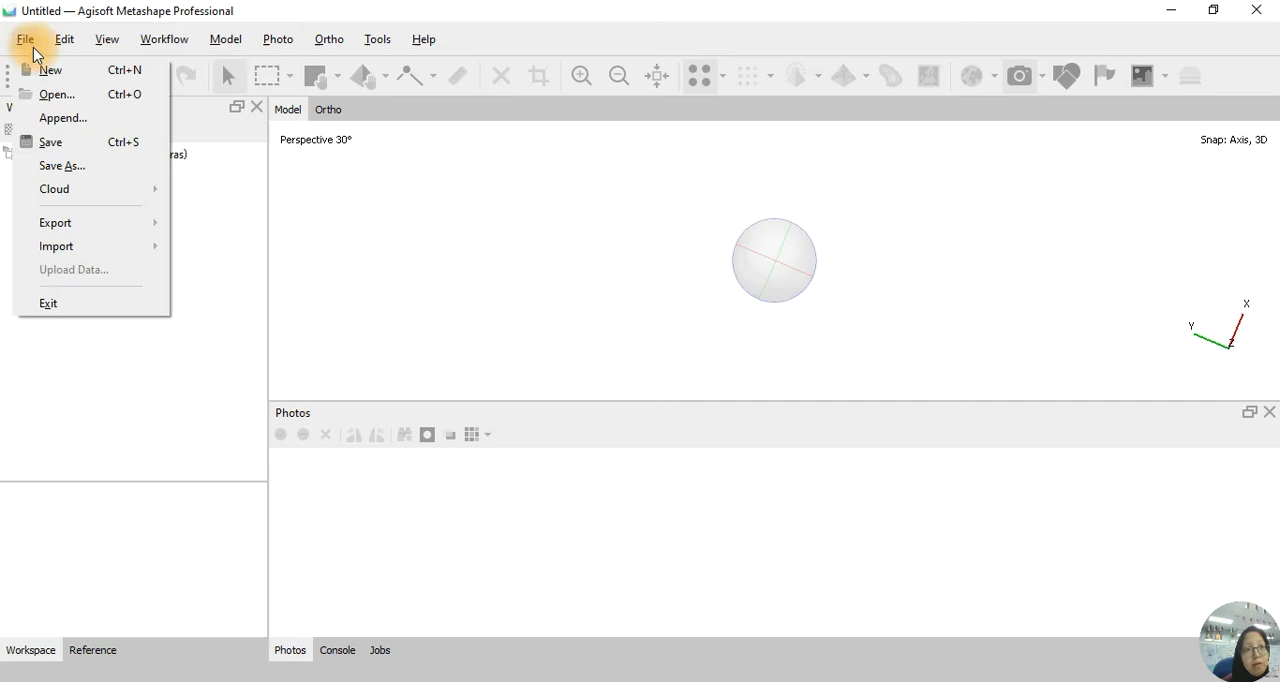 Untitled — Agisoft Metashape Professional
File Edit View Workflow Model Photo Ortho Tools Help
New Ctrl+N
Open... Ctrl+O
Append...
Save Ctrl+S
Save As...
Cloud
Export
Import
Upload Data...
Exit
W
ras)
Model Ortho
Perspective 30°
Snap: Axis, 3D
X
Y
Z
Photos
Workspace Reference
Photos Console Jobs